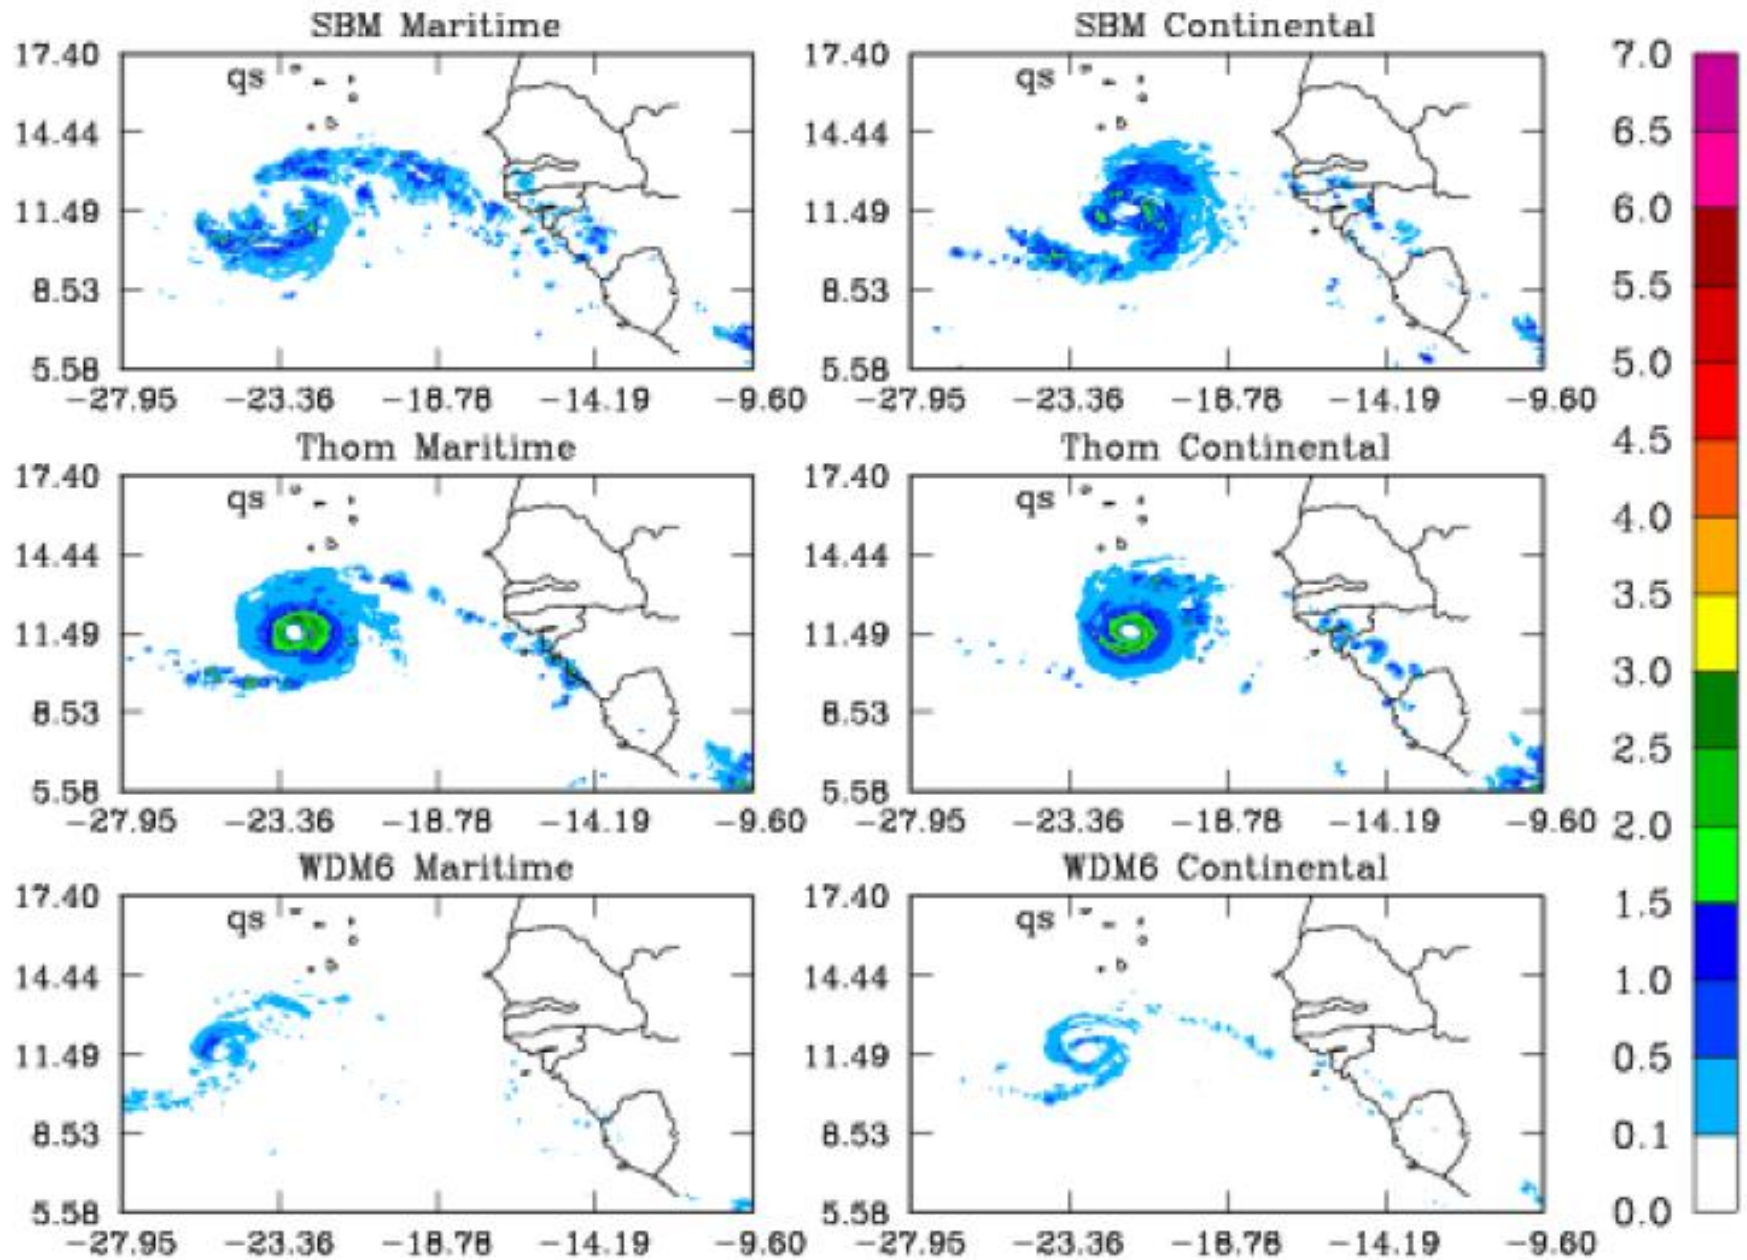 SBM Maritime SBM Continental
17.40 qs 17.40 qs 7.0
6.5
14.44 14.44
6.0
11.49 11.49
5.5
8.53 8.53
5.0
5.58 5.58
-27.95 -23.36 -18.78 -14.19 -9.60 -27.95 -23.36 -18.78 -14.19 -9.60
4.5
Thom Maritime Thom Continental
17.40 qs 17.40 qs
4.0
14.44 14.44
3.5
11.49 11.49
3.0
8.53 8.53
2.5
5.58 5.58
-27.95 -23.36 -18.78 -14.19 -9.60 -27.95 -23.36 -18.78 -14.19 -9.60
2.0
WDM6 Maritime WDM6 Continental
17.40 qs 17.40 qs
1.5
14.44 14.44
1.0
11.49 11.49
0.5
8.53 8.53
0.1
5.58 5.58 0.0
-27.95 -23.36 -18.78 -14.19 -9.60 -27.95 -23.36 -18.78 -14.19 -9.60